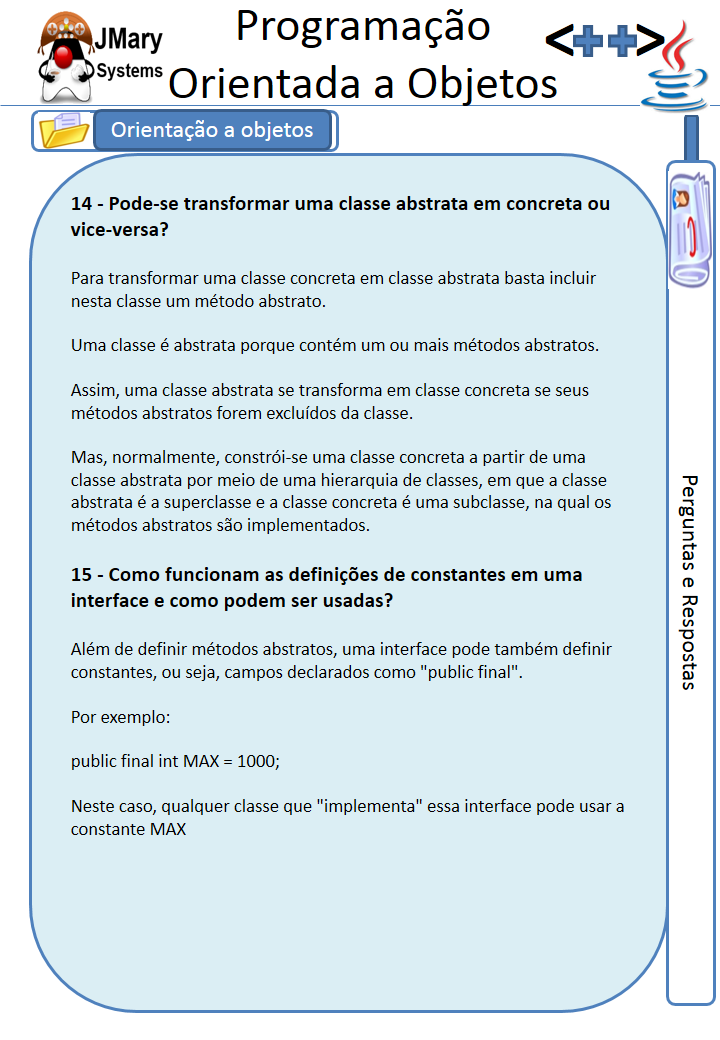 JMary
Systems
Programação
Orientada a Objetos
<++>
Orientação a objetos
14 - Pode-se transformar uma classe abstrata em concreta ou
vice-versa?
Para transformar uma classe concreta em classe abstrata basta incluir
nesta classe um método abstrato.
Uma classe é abstrata porque contém um ou mais métodos abstratos.
Assim, uma classe abstrata se transforma em classe concreta se seus
métodos abstratos forem excluídos da classe.
Mas, normalmente, constrói-se uma classe concreta a partir de uma
classe abstrata por meio de uma hierarquia de classes, em que a classe
abstrata é a superclasse e a classe concreta é uma subclasse, na qual os
métodos abstratos são implementados.
15 - Como funcionam as definições de constantes em uma
interface e como podem ser usadas?
Além de definir métodos abstratos, uma interface pode também definir
constantes, ou seja, campos declarados como "public final".
Por exemplo:
public final int MAX = 1000;
Neste caso, qualquer classe que "implementa" essa interface pode usar a
constante MAX
Perguntas e Respostas